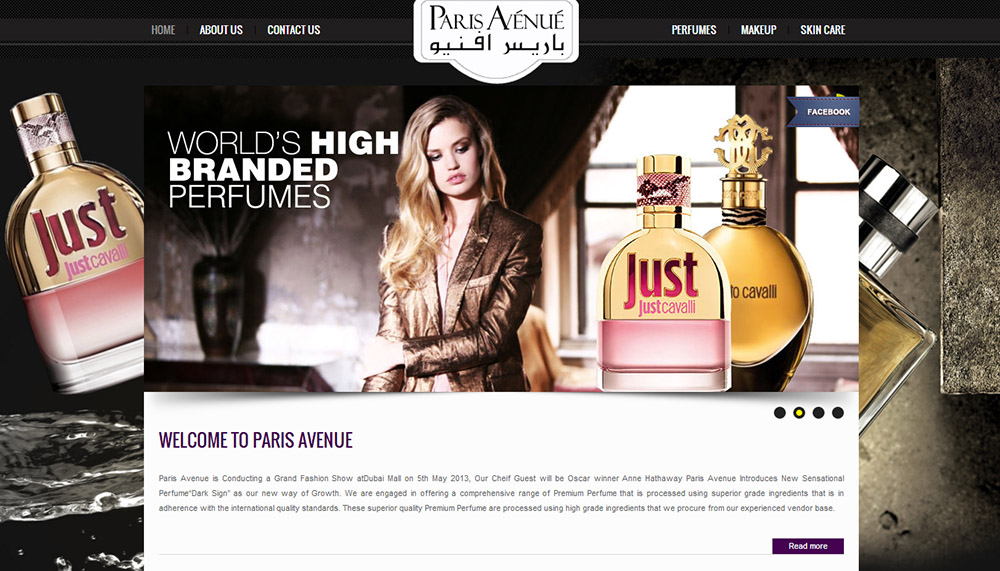 HOME
ABOUT US
CONTACT US
PARIS AVÉNUÉ
باريس افنيو
PERFUMES
MAKEUP
SKIN CARE
FACEBOOK
WORLD'S HIGH
BRANDED
PERFUMES
Just
Just cavalli
Just
Just cavalli
to cavalli
WELCOME TO PARIS AVENUE
Paris Avenue is Conducting a Grand Fashion Show atDubai Mall on 5th May 2013, Our Cheif Guest will be Oscar winner Anne Hathaway Paris Avenue Introduces New Sensational
Perfume"Dark Sign" as our new way of Growth. We are engaged in offering a comprehensive range of Premium Perfume that is processed using superior grade ingredients that is in
adherence with the international quality standards. These superior quality Premium Perfume are processed using high grade ingredients that we procure from our experienced vendor base.
Read more